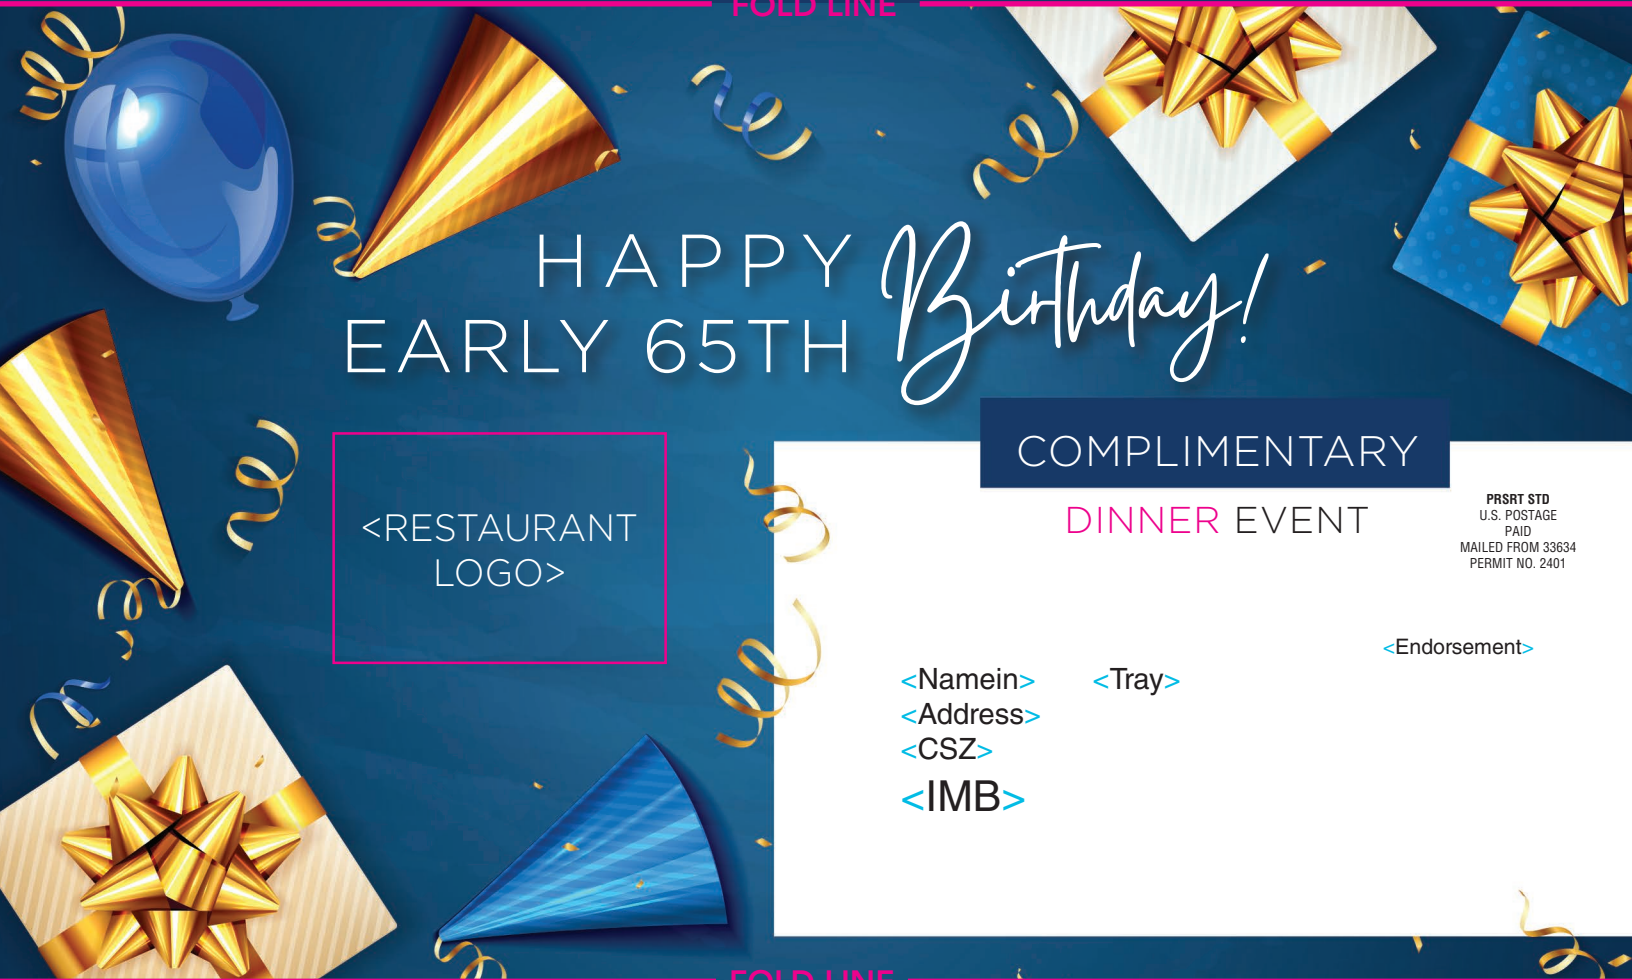 FOLD LINE
HAPPY
EARLY 65TH
Birthday!
<RESTAURANT
LOGO>
COMPLIMENTARY
DINNER EVENT
PRSRT STD
U.S. POSTAGE
PAID
MAILED FROM 33634
PERMIT NO. 2401
<Endorsement>
<Namein> <Tray>
<Address>
<CSZ>
<IMB>
FOLD LINE